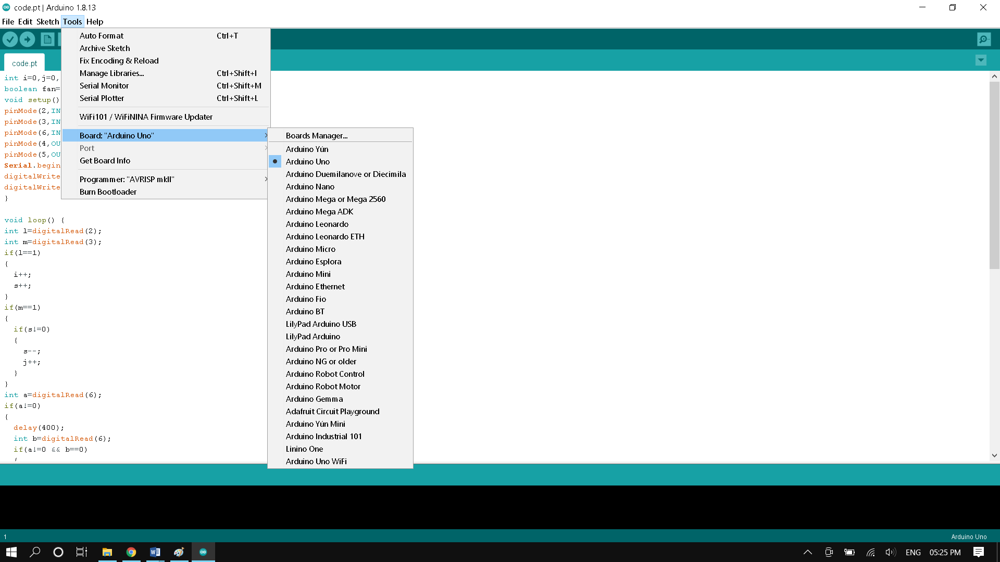 code.pt | Arduino 1.8.13
File Edit Sketch Tools Help
Auto Format Ctrl+T
Archive Sketch
Fix Encoding & Reload
Manage Libraries... Ctrl+Shift+I
Serial Monitor Ctrl+Shift+M
Serial Plotter Ctrl+Shift+L
WiFi101 / WiFiNINA Firmware Updater
Board: "Arduino Uno"
Port
Get Board Info
Programmer: "AVRISP mkII"
Burn Bootloader
Boards Manager...
Arduino Yún
Arduino Uno
Arduino Duemilanove or Diecimila
Arduino Nano
Arduino Mega or Mega 2560
Arduino Mega ADK
Arduino Leonardo
Arduino Leonardo ETH
Arduino Micro
Arduino Esplora
Arduino Mini
Arduino Ethernet
Arduino Fio
Arduino BT
LilyPad Arduino USB
LilyPad Arduino
Arduino Pro or Pro Mini
Arduino NG or older
Arduino Robot Control
Arduino Robot Motor
Arduino Gemma
Adafruit Circuit Playground
Arduino Yún Mini
Arduino Industrial 101
Linino One
Arduino Uno WiFi
code.pt
int i=0,j=0,
boolean fan=
void setup()
pinMode(2,IN
pinMode(3,IN
pinMode(6,IN
pinMode(4,OU
pinMode(5,OU
Serial.begin
digitalWrite
digitalWrite
}
void loop() {
int l=digitalRead(2);
int m=digitalRead(3);
if(l==1)
{
i++;
s++;
}
if(m==1)
{
if(s!=0)
{
s--;
j++;
}
}
int a=digitalRead(6);
if(a!=0)
{
delay(400);
int b=digitalRead(6);
if(a!=0 && b==0)
{
1
Arduino Uno
ENG 05:25 PM